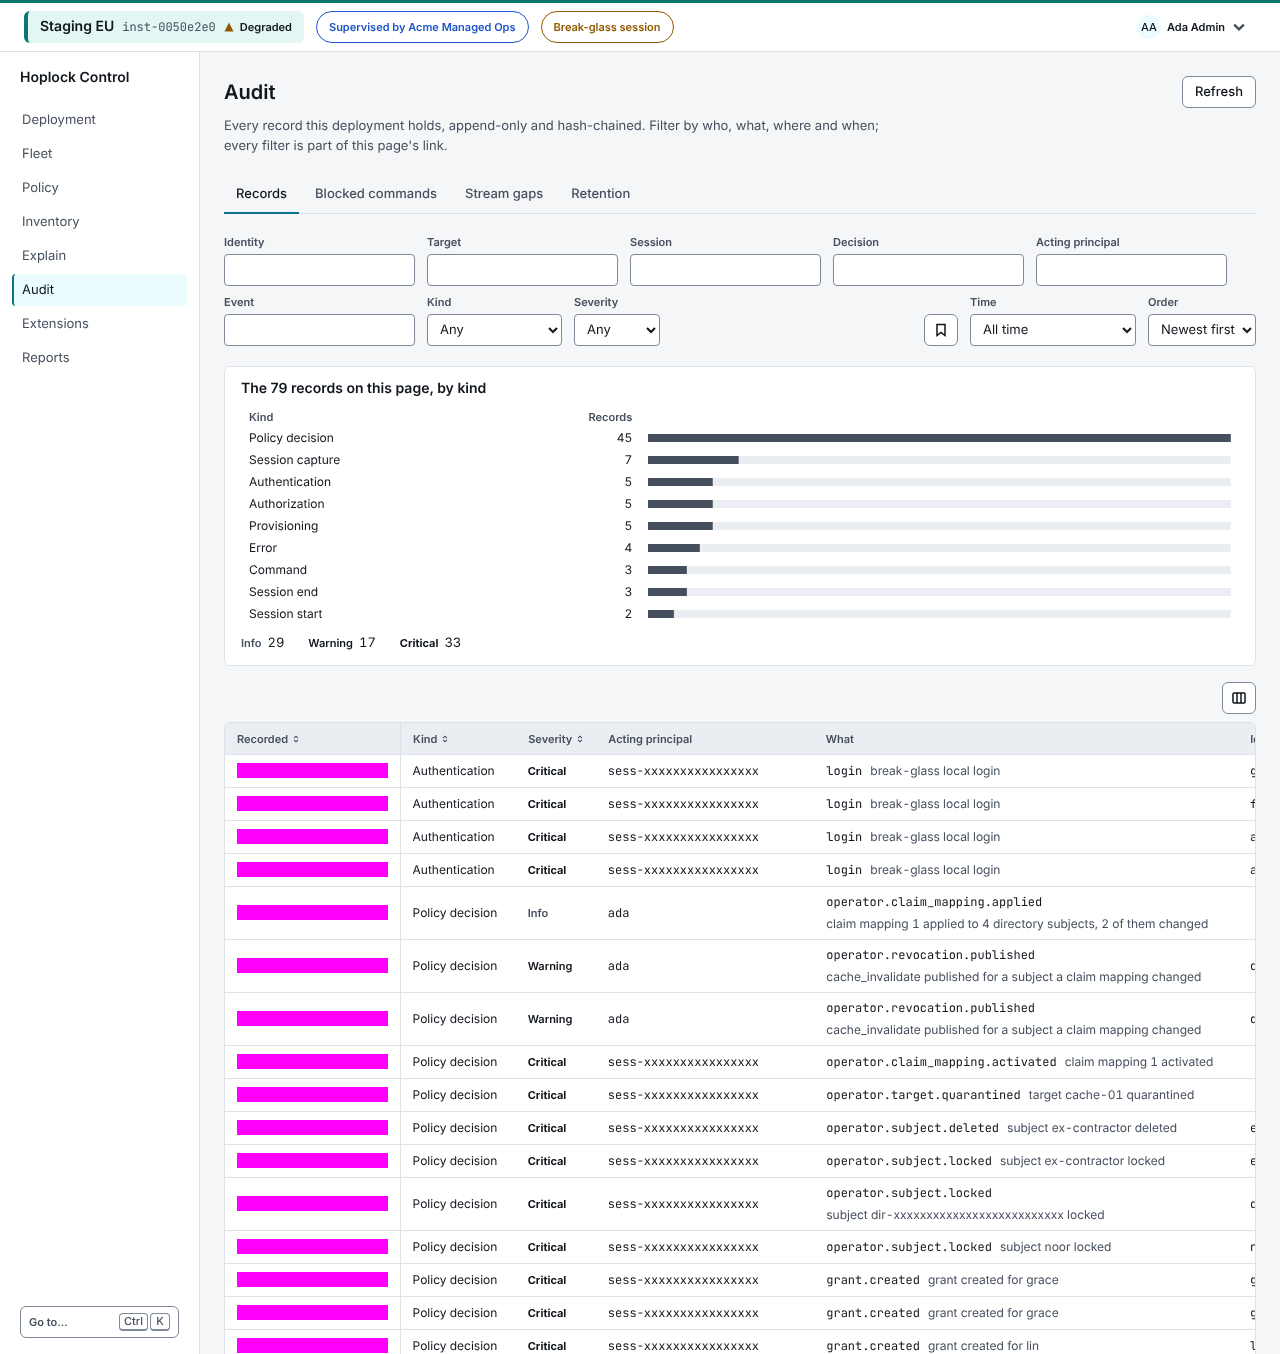 Staging EU inst-0050e2e0 Degraded Supervised by Acme Managed Ops Break-glass session AA Ada Admin
Hoplock Control
Deployment
Fleet
Policy
Inventory
Explain
Audit
Extensions
Reports
Go to... Ctrl K
Audit
Refresh
Every record this deployment holds, append-only and hash-chained. Filter by who, what, where and when;
every filter is part of this page's link.
Records Blocked commands Stream gaps Retention
Identity Target Session Decision Acting principal
Event Kind Severity Time Order
Any Any All time Newest first
The 79 records on this page, by kind
Kind Records
Policy decision 45
Session capture 7
Authentication 5
Authorization 5
Provisioning 5
Error 4
Command 3
Session end 3
Session start 2
Info 29 Warning 17 Critical 33
Recorded Kind Severity Acting principal What
Authentication Critical sess-xxxxxxxxxxxxxxxx login break-glass local login
Authentication Critical sess-xxxxxxxxxxxxxxxx login break-glass local login
Authentication Critical sess-xxxxxxxxxxxxxxxx login break-glass local login
Authentication Critical sess-xxxxxxxxxxxxxxxx login break-glass local login
Policy decision Info ada operator.claim_mapping.applied
claim mapping 1 applied to 4 directory subjects, 2 of them changed
Policy decision Warning ada operator.revocation.published
cache_invalidate published for a subject a claim mapping changed
Policy decision Warning ada operator.revocation.published
cache_invalidate published for a subject a claim mapping changed
Policy decision Critical sess-xxxxxxxxxxxxxxxx operator.claim_mapping.activated claim mapping 1 activated
Policy decision Critical sess-xxxxxxxxxxxxxxxx operator.target.quarantined target cache-01 quarantined
Policy decision Critical sess-xxxxxxxxxxxxxxxx operator.subject.deleted subject ex-contractor deleted
Policy decision Critical sess-xxxxxxxxxxxxxxxx operator.subject.locked subject ex-contractor locked
Policy decision Critical sess-xxxxxxxxxxxxxxxx operator.subject.locked
subject dir-xxxxxxxxxxxxxxxxxxxxxxxxxx locked
Policy decision Critical sess-xxxxxxxxxxxxxxxx operator.subject.locked subject noor locked
Policy decision Critical sess-xxxxxxxxxxxxxxxx grant.created grant created for grace
Policy decision Critical sess-xxxxxxxxxxxxxxxx grant.created grant created for grace
Policy decision Critical sess-xxxxxxxxxxxxxxxx grant.created grant created for lin